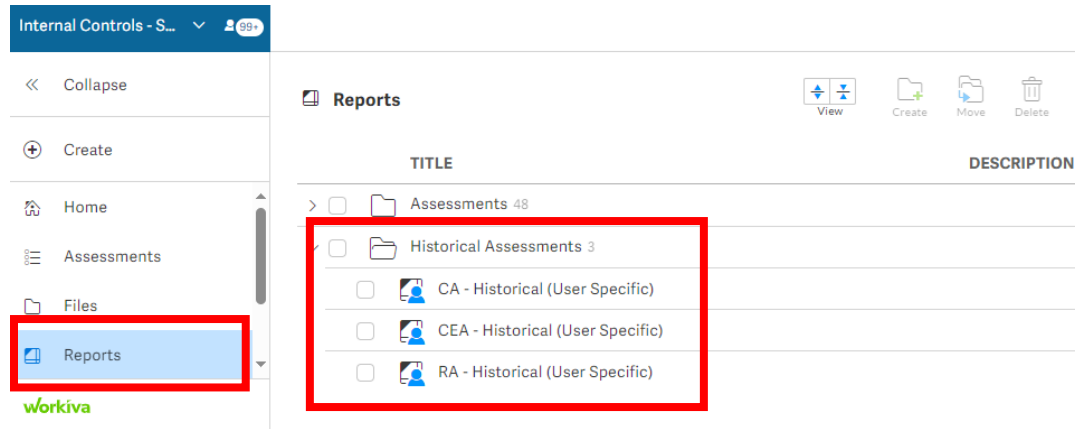 Internal Controls - S... 99+
Collapse
Create
Home
Assessments
Files
Reports
workiva
Reports
View
Create
Move
Delete
TITLE DESCRIPTION
Assessments 48
Historical Assessments 3
CA - Historical (User Specific)
CEA - Historical (User Specific)
RA - Historical (User Specific)